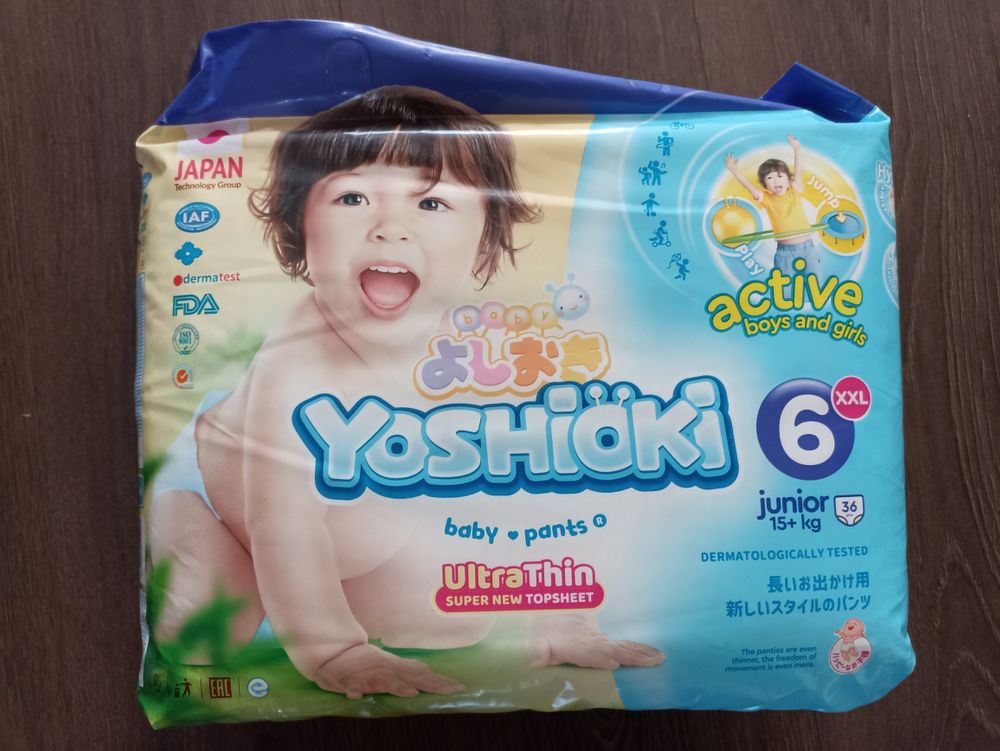 JAPAN
Technology Group
IAF
dermatest
FDA
ISO
9001
Jump
Play
active
boys and girls
baby
よしおき
YOSHiOKi
baby pants ®
UltraThin
SUPER NEW TOPSHEET
6
XXL
junior
15+ kg
36
DERMATOLOGICALLY TESTED
長いお出かけ用
新しいスタイルのパンツ
The panties are even
thinner, the freedom of
movement is even more.
EAC